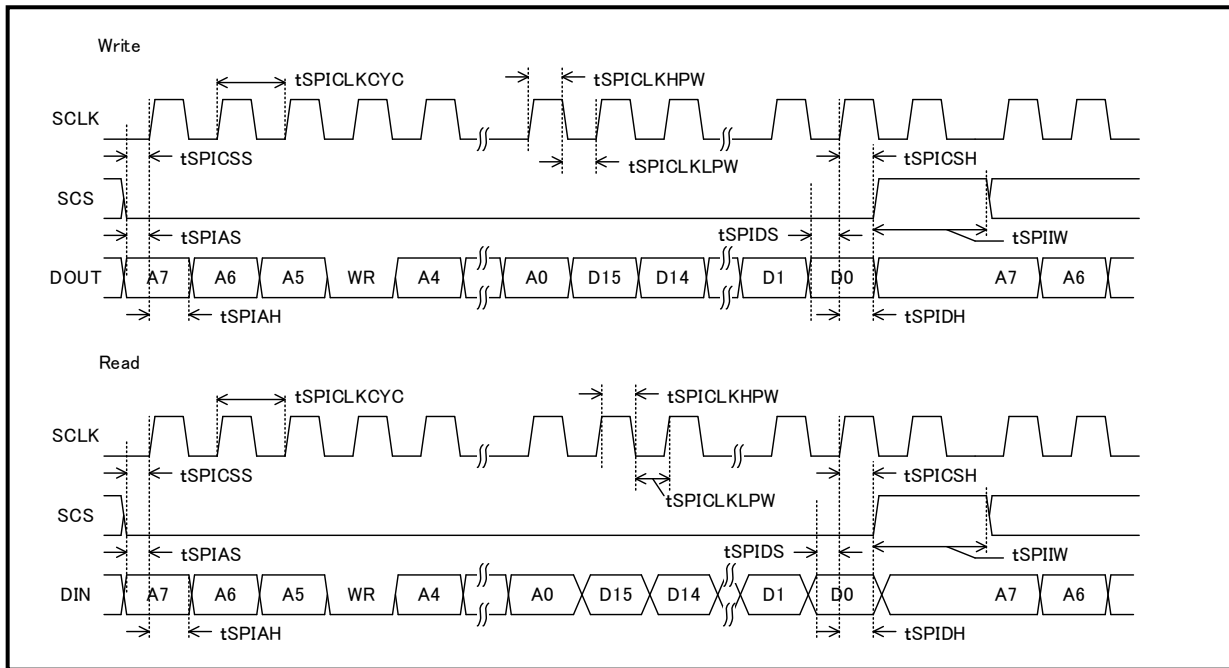 Write
tSPICLKCYC
tSPICLKHPW
SCLK
tSPICSS
tSPICLKLPW
tSPICSH
SCS
tSPIAS
tSPIDS
tSPIIW
DOUT A7 A6 A5 WR A4 A0 D15 D14 D1 D0 A7 A6
tSPIAH
tSPIDH
Read
tSPICLKCYC
tSPICLKHPW
SCLK
tSPICSS
tSPICLKLPW
tSPICSH
SCS
tSPIAS
tSPIDS
tSPIIW
DIN A7 A6 A5 WR A4 A0 D15 D14 D1 D0 A7 A6
tSPIAH
tSPIDH